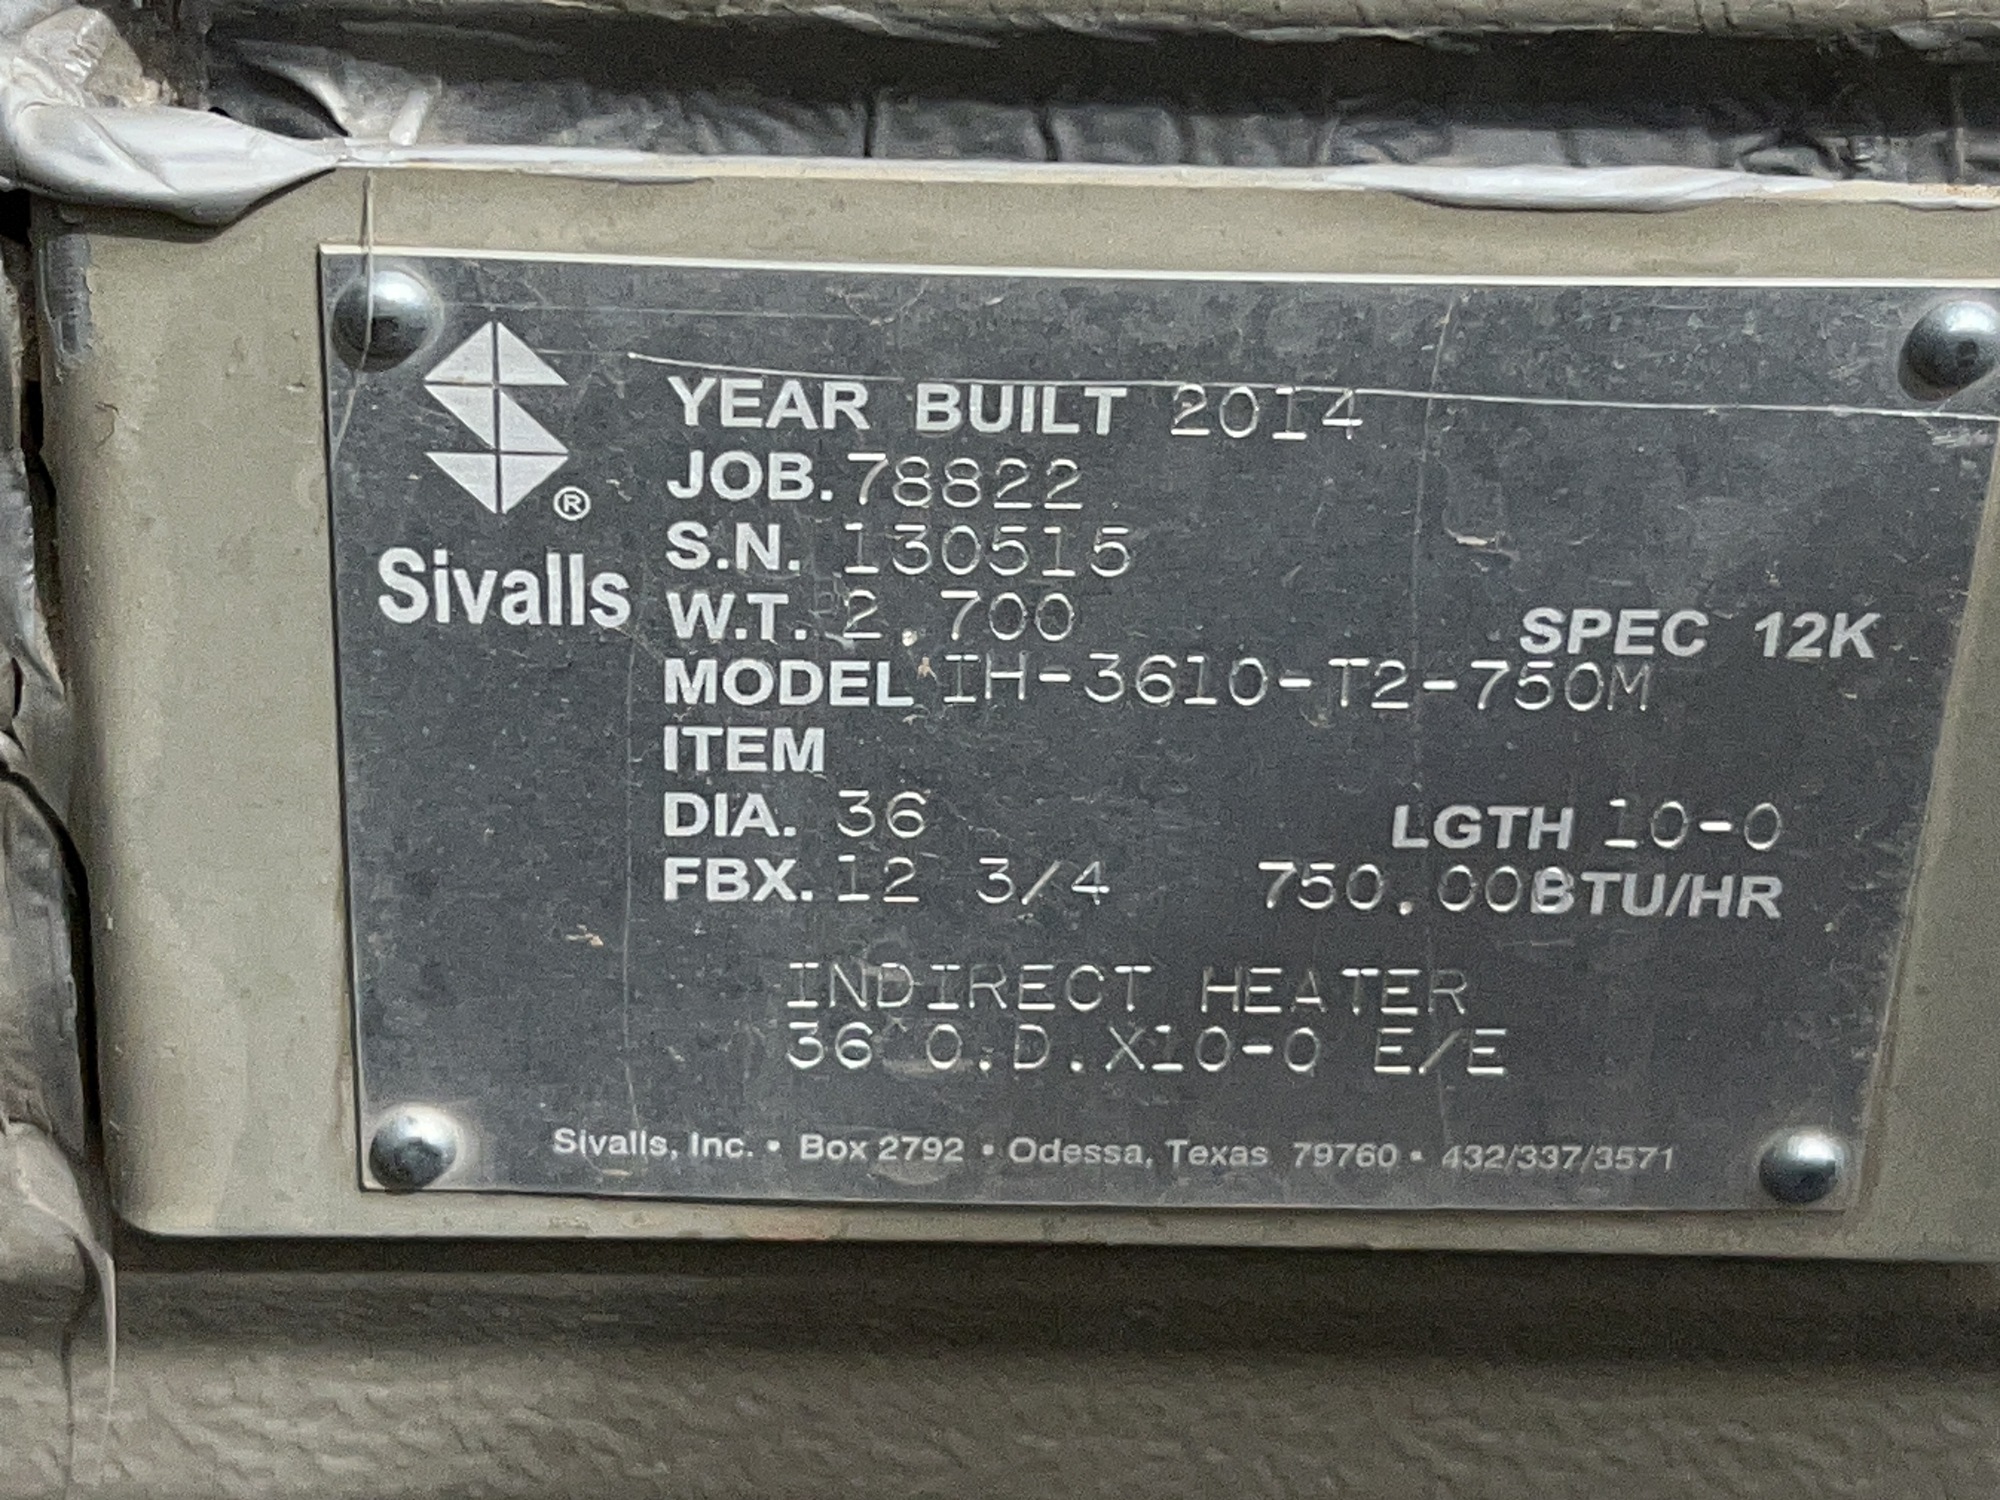 YEAR BUILT 2014
JOB. 78822
S.N. 130515
W.T. 2,700
SPEC 12K
MODEL IH-3610-T2-750M
ITEM
DIA. 36
LGTH 10-0
FBX. 12 3/4
750,000 BTU/HR
INDIRECT HEATER
36 O.D.X10-0 E/E
®
Sivalls
Sivalls, Inc. • Box 2792 • Odessa, Texas 79760 • 432/337/3571